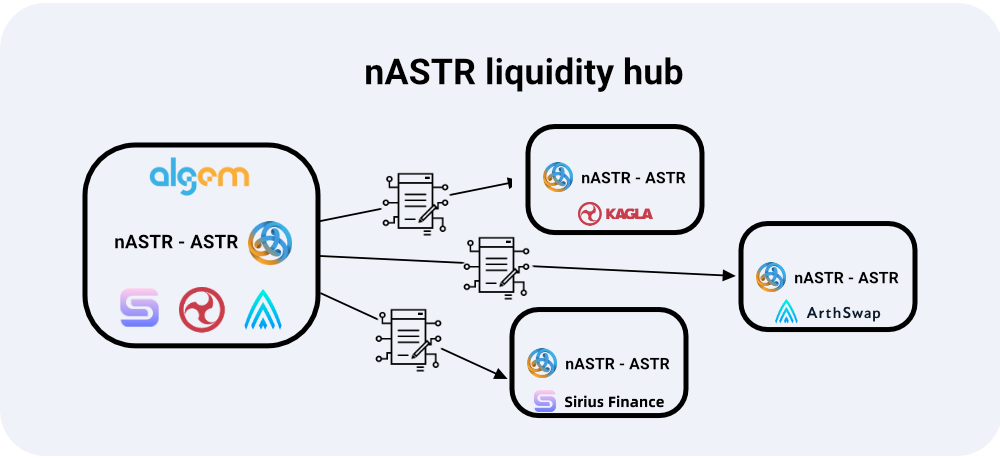 nASTR liquidity hub
algem
nASTR - ASTR
nASTR - ASTR
KAGLA
nASTR - ASTR
ArthSwap
nASTR - ASTR
Sirius Finance